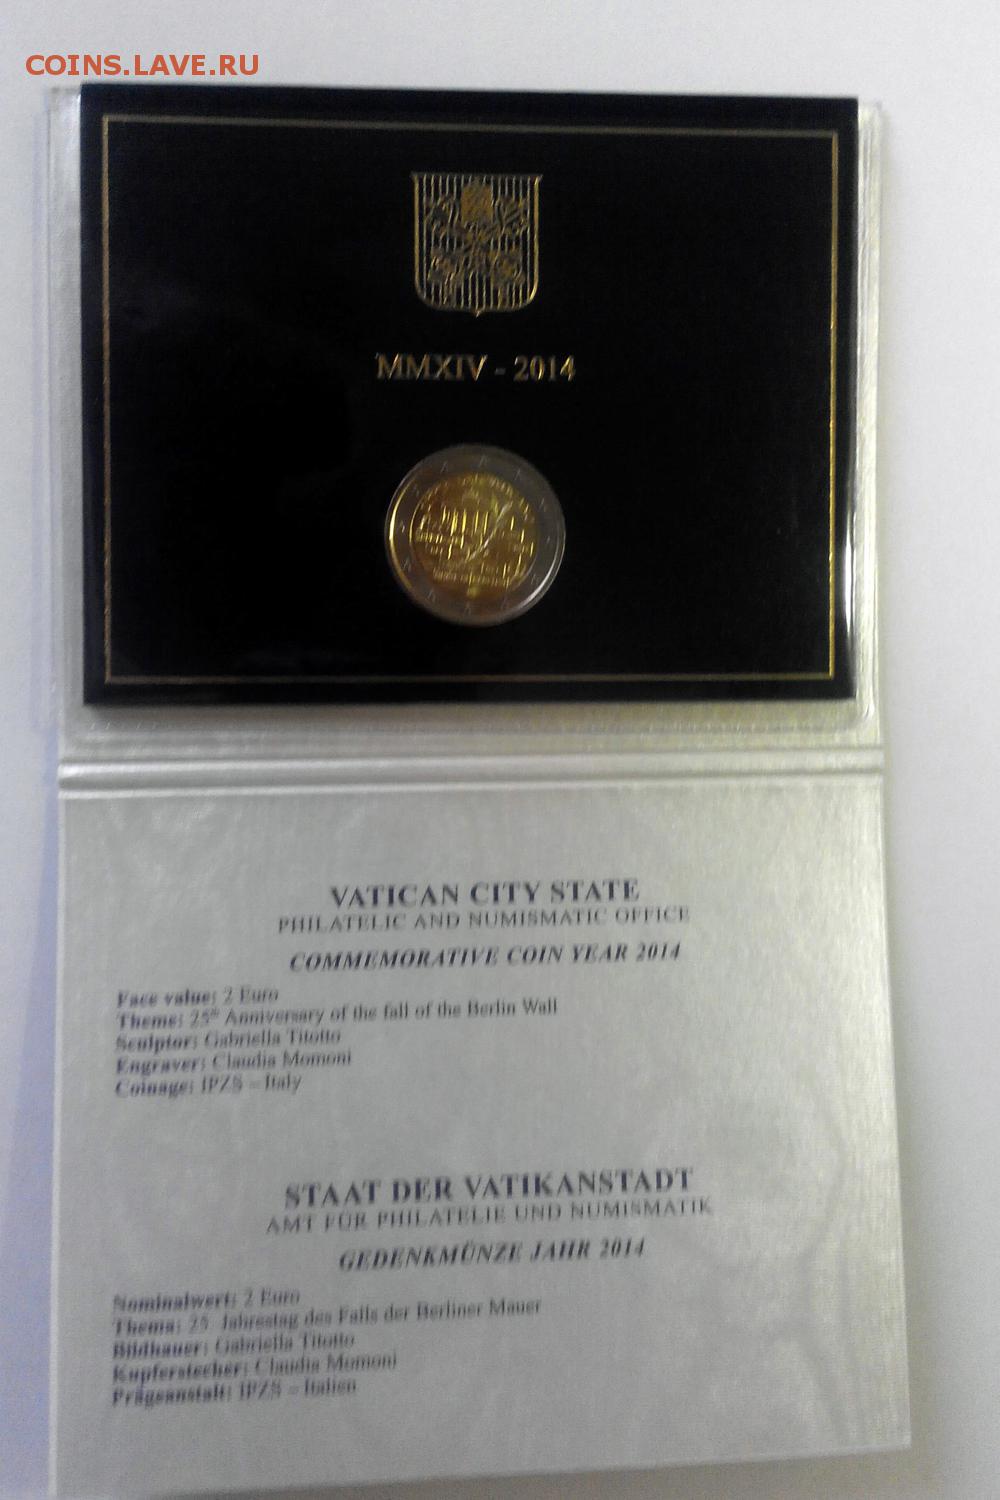 COINS.LAVE.RU
MMXIV - 2014
VATICAN CITY STATE
PHILATELIC AND NUMISMATIC OFFICE
COMMEMORATIVE COIN YEAR 2014
Face value: 2 Euro
Theme: 25th Anniversary of the fall of the Berlin Wall
Sculptor: Gabriella Titotto
Engraver: Claudia Momoni
Coinage: IPZS – Italy
STAAT DER VATIKANSTADT
AMT FÜR PHILATELIE UND NUMISMATIK
GEDENKMÜNZE JAHR 2014
Nominalwert: 2 Euro
Thema: 25 Jahrestag des Falls der Berliner Mauer
Bildhauer: Gabriella Titotto
Kupferstecher: Claudia Momoni
Prägeanstalt: IPZS – Italien